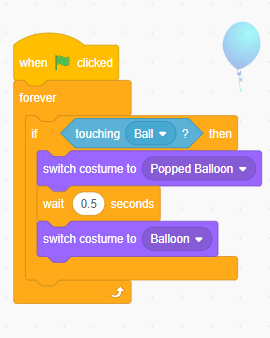 when clicked
forever
if touching Ball ? then
switch costume to Popped Balloon
wait 0.5 seconds
switch costume to Balloon